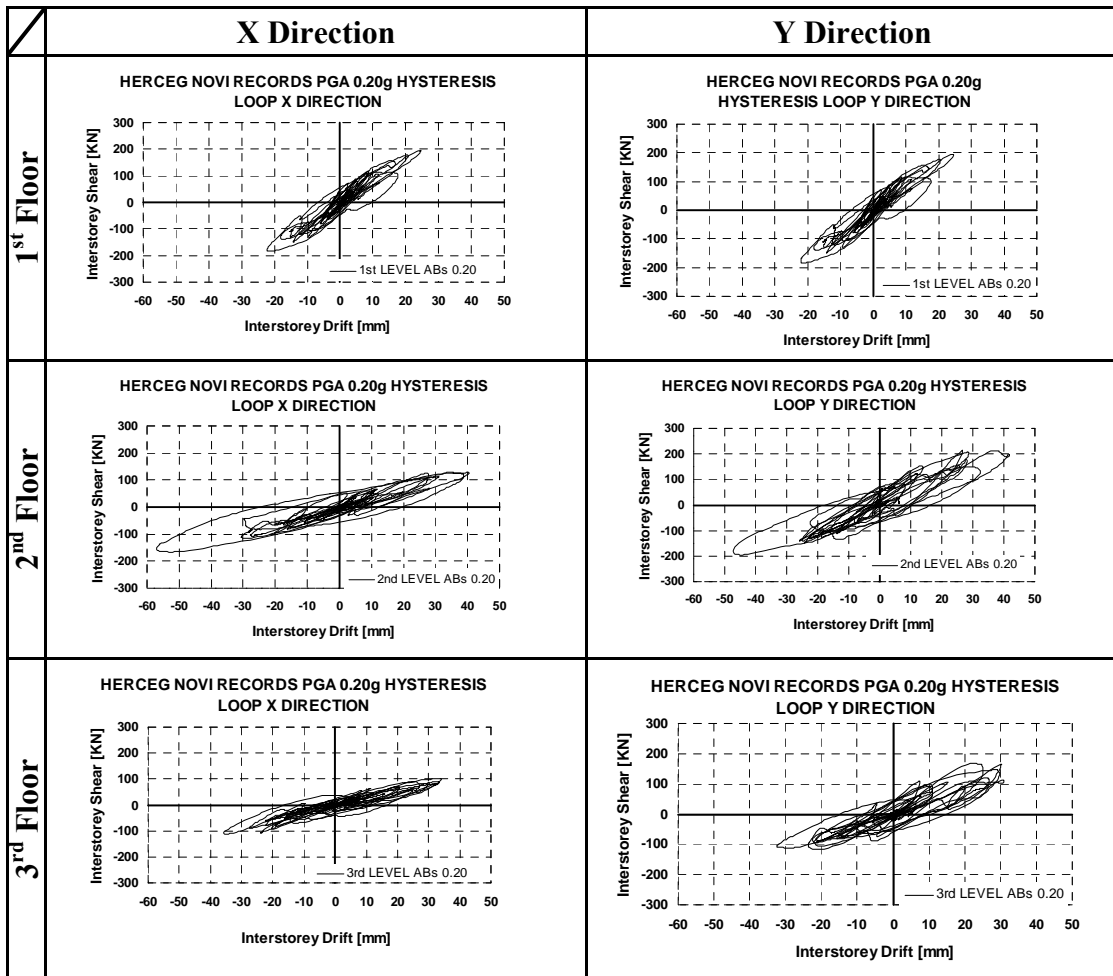 X Direction
Y Direction
1st Floor
HERCEG NOVI RECORDS PGA 0.20g HYSTERESIS
LOOP X DIRECTION
Interstorey Shear [KN]
300
200
100
0
-100
-200
-300
-60 -50 -40 -30 -20 -10 0 10 20 30 40 50
Interstorey Drift [mm]
1st LEVEL ABs 0.20
HERCEG NOVI RECORDS PGA 0.20g
HYSTERESIS LOOP Y DIRECTION
Interstorey Shear [KN]
300
200
100
0
-100
-200
-300
-60 -50 -40 -30 -20 -10 0 10 20 30 40 50
Interstorey Drift [mm]
1st LEVEL ABs 0.20
2nd Floor
HERCEG NOVI RECORDS PGA 0.20g HYSTERESIS
LOOP X DIRECTION
Interstorey Shear [KN]
300
200
100
0
-100
-200
-300
-60 -50 -40 -30 -20 -10 0 10 20 30 40 50
Interstorey Drift [mm]
2nd LEVEL ABs 0.20
HERCEG NOVI RECORDS PGA 0.20g HYSTERESIS
LOOP Y DIRECTION
Interstorey Shear [KN]
300
200
100
0
-100
-200
-300
-60 -50 -40 -30 -20 -10 0 10 20 30 40 50
Interstorey Drift [mm]
2nd LEVEL ABs 0.20
3rd Floor
HERCEG NOVI RECORDS PGA 0.20g HYSTERESIS
LOOP X DIRECTION
Interstorey Shear [KN]
300
200
100
0
-100
-200
-300
-60 -50 -40 -30 -20 -10 0 10 20 30 40 50
Interstorey Drift [mm]
3rd LEVEL ABs 0.20
HERCEG NOVI RECORDS PGA 0.20g HYSTERESIS
LOOP Y DIRECTION
Interstorey Shear [KN]
300
200
100
0
-100
-200
-300
-60 -50 -40 -30 -20 -10 0 10 20 30 40 50
Interstorey Drift [mm]
3rd LEVEL ABs 0.20